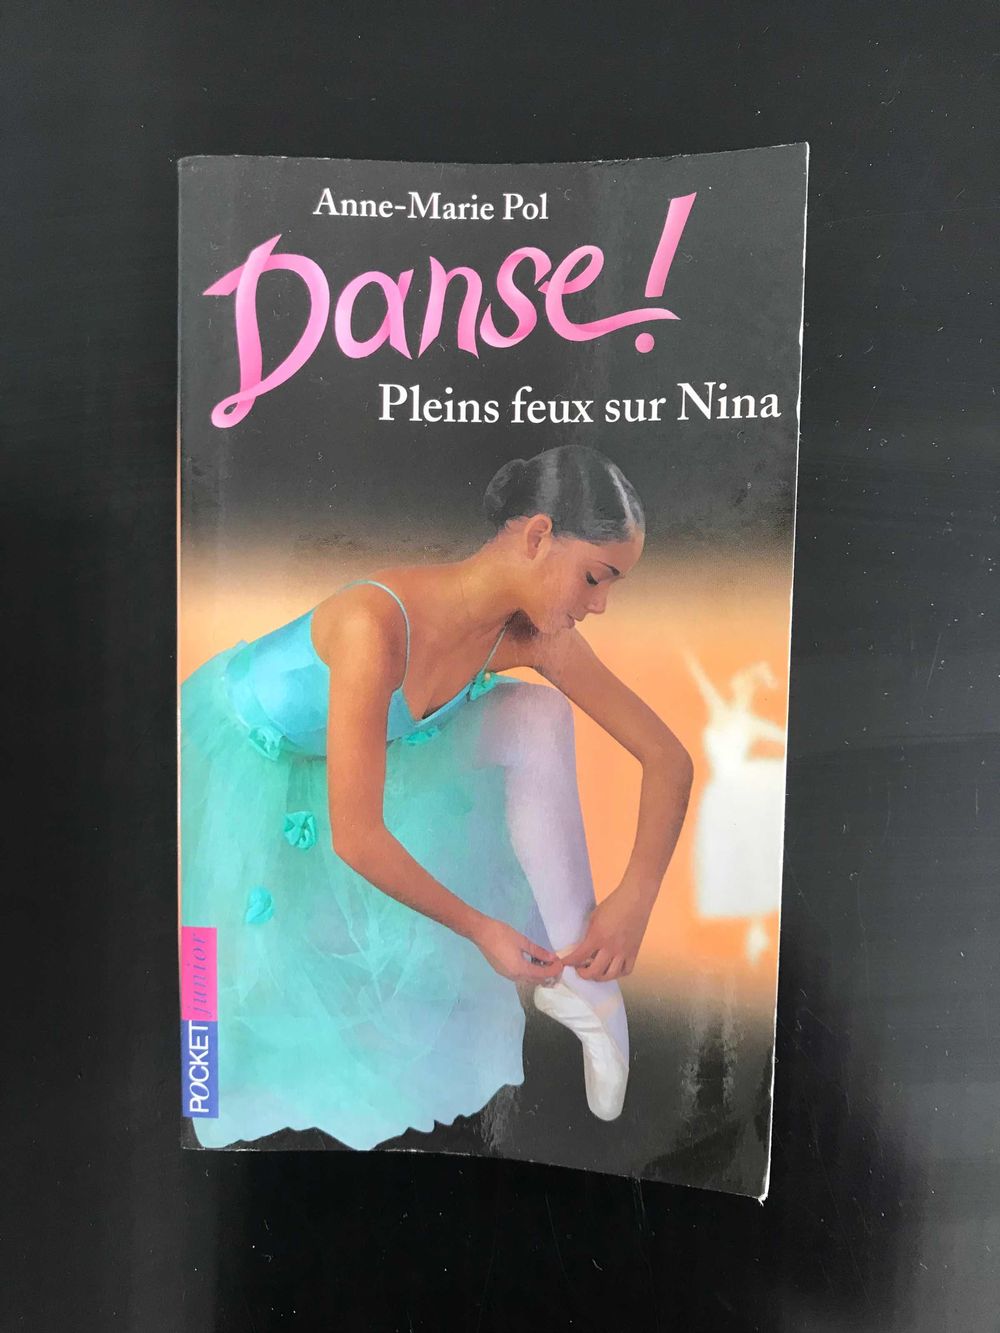 Anne-Marie Pol
Danse !
Pleins feux sur Nina
POCKET junior